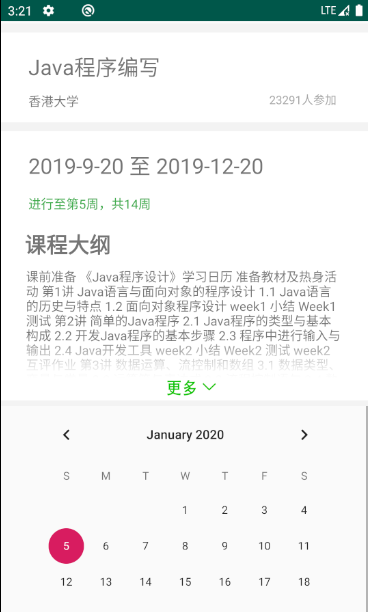 3:21 LTE
Java程序编写
香港大学 23291人参加
2019-9-20 至 2019-12-20
进行至第5周，共14周
课程大纲
课前准备 《Java程序设计》学习日历 准备教材及热身活
动 第1讲 Java语言与面向对象的程序设计 1.1 Java语言
的历史与特点 1.2 面向对象程序设计 week1 小结 Week1
测试 第2讲 简单的Java程序 2.1 Java程序的类型与基本
构成 2.2 开发Java程序的基本步骤 2.3 程序中进行输入与
输出 2.4 Java开发工具 week2 小结 Week2 测试 week2
互评作业 第3讲 数据运算、流控制和数组 3.1 数据类型、
更多
January 2020
S M T W T F S
1 2 3 4
5 6 7 8 9 10 11
12 13 14 15 16 17 18